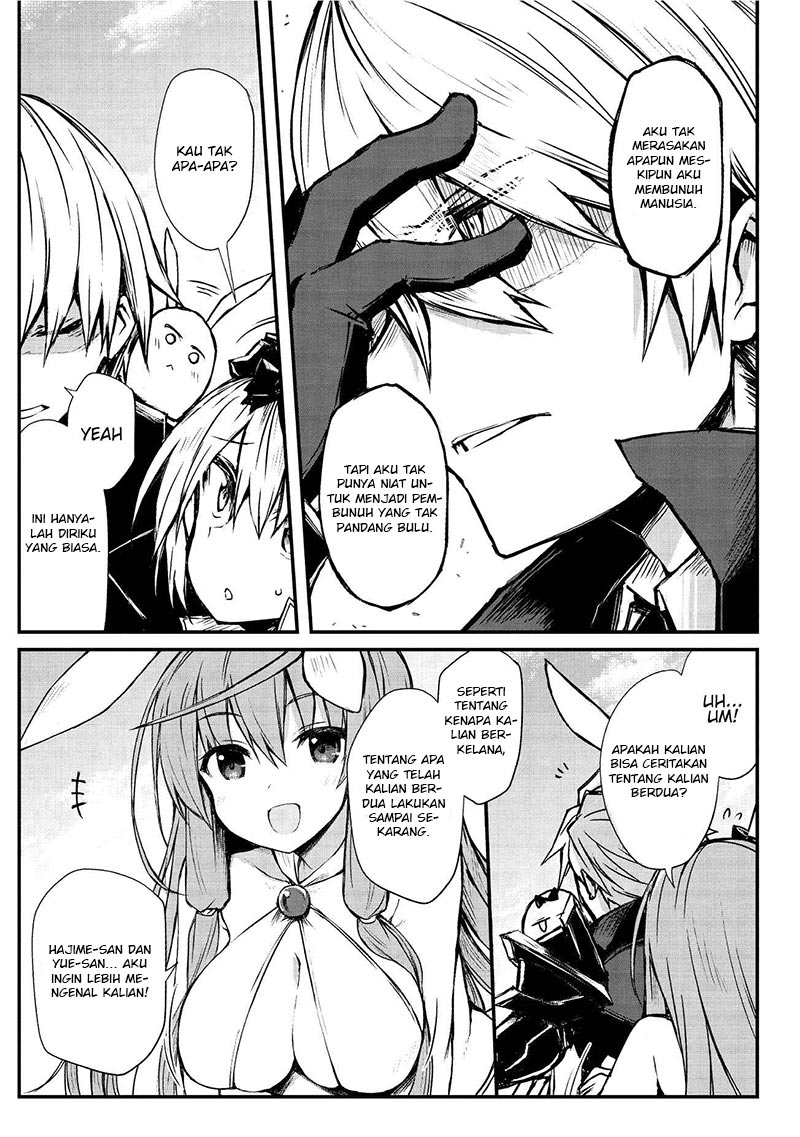 AKU TAK
MERASAKAN
APAPUN MES-
KIPUN AKU
MEMBUNUH
MANUSIA.
TAPI AKU TAK
PUNYA NIAT UN-
TUK MENJADI PEM-
BUNUH YANG TAK
PANDANG BULU.
KAU TAK
APA-APA?
YEAH
INI HANYA-
LAH DIRIKU
YANG BIASA.
UH...
UM!
APAKAH KALIAN
BISA CERITAKAN
TENTANG KALIAN
BERDUA?
SEPERTI
TENTANG
KENAPA KA-
LIAN BER-
KELANA,
TENTANG APA
YANG TELAH
KALIAN BER-
DUA LAKUKAN
SAMPAI SE-
KARANG.
HAJIME-SAN DAN
YUE-SAN... AKU
INGIN LEBIH ME-
NGENAL KALIAN!